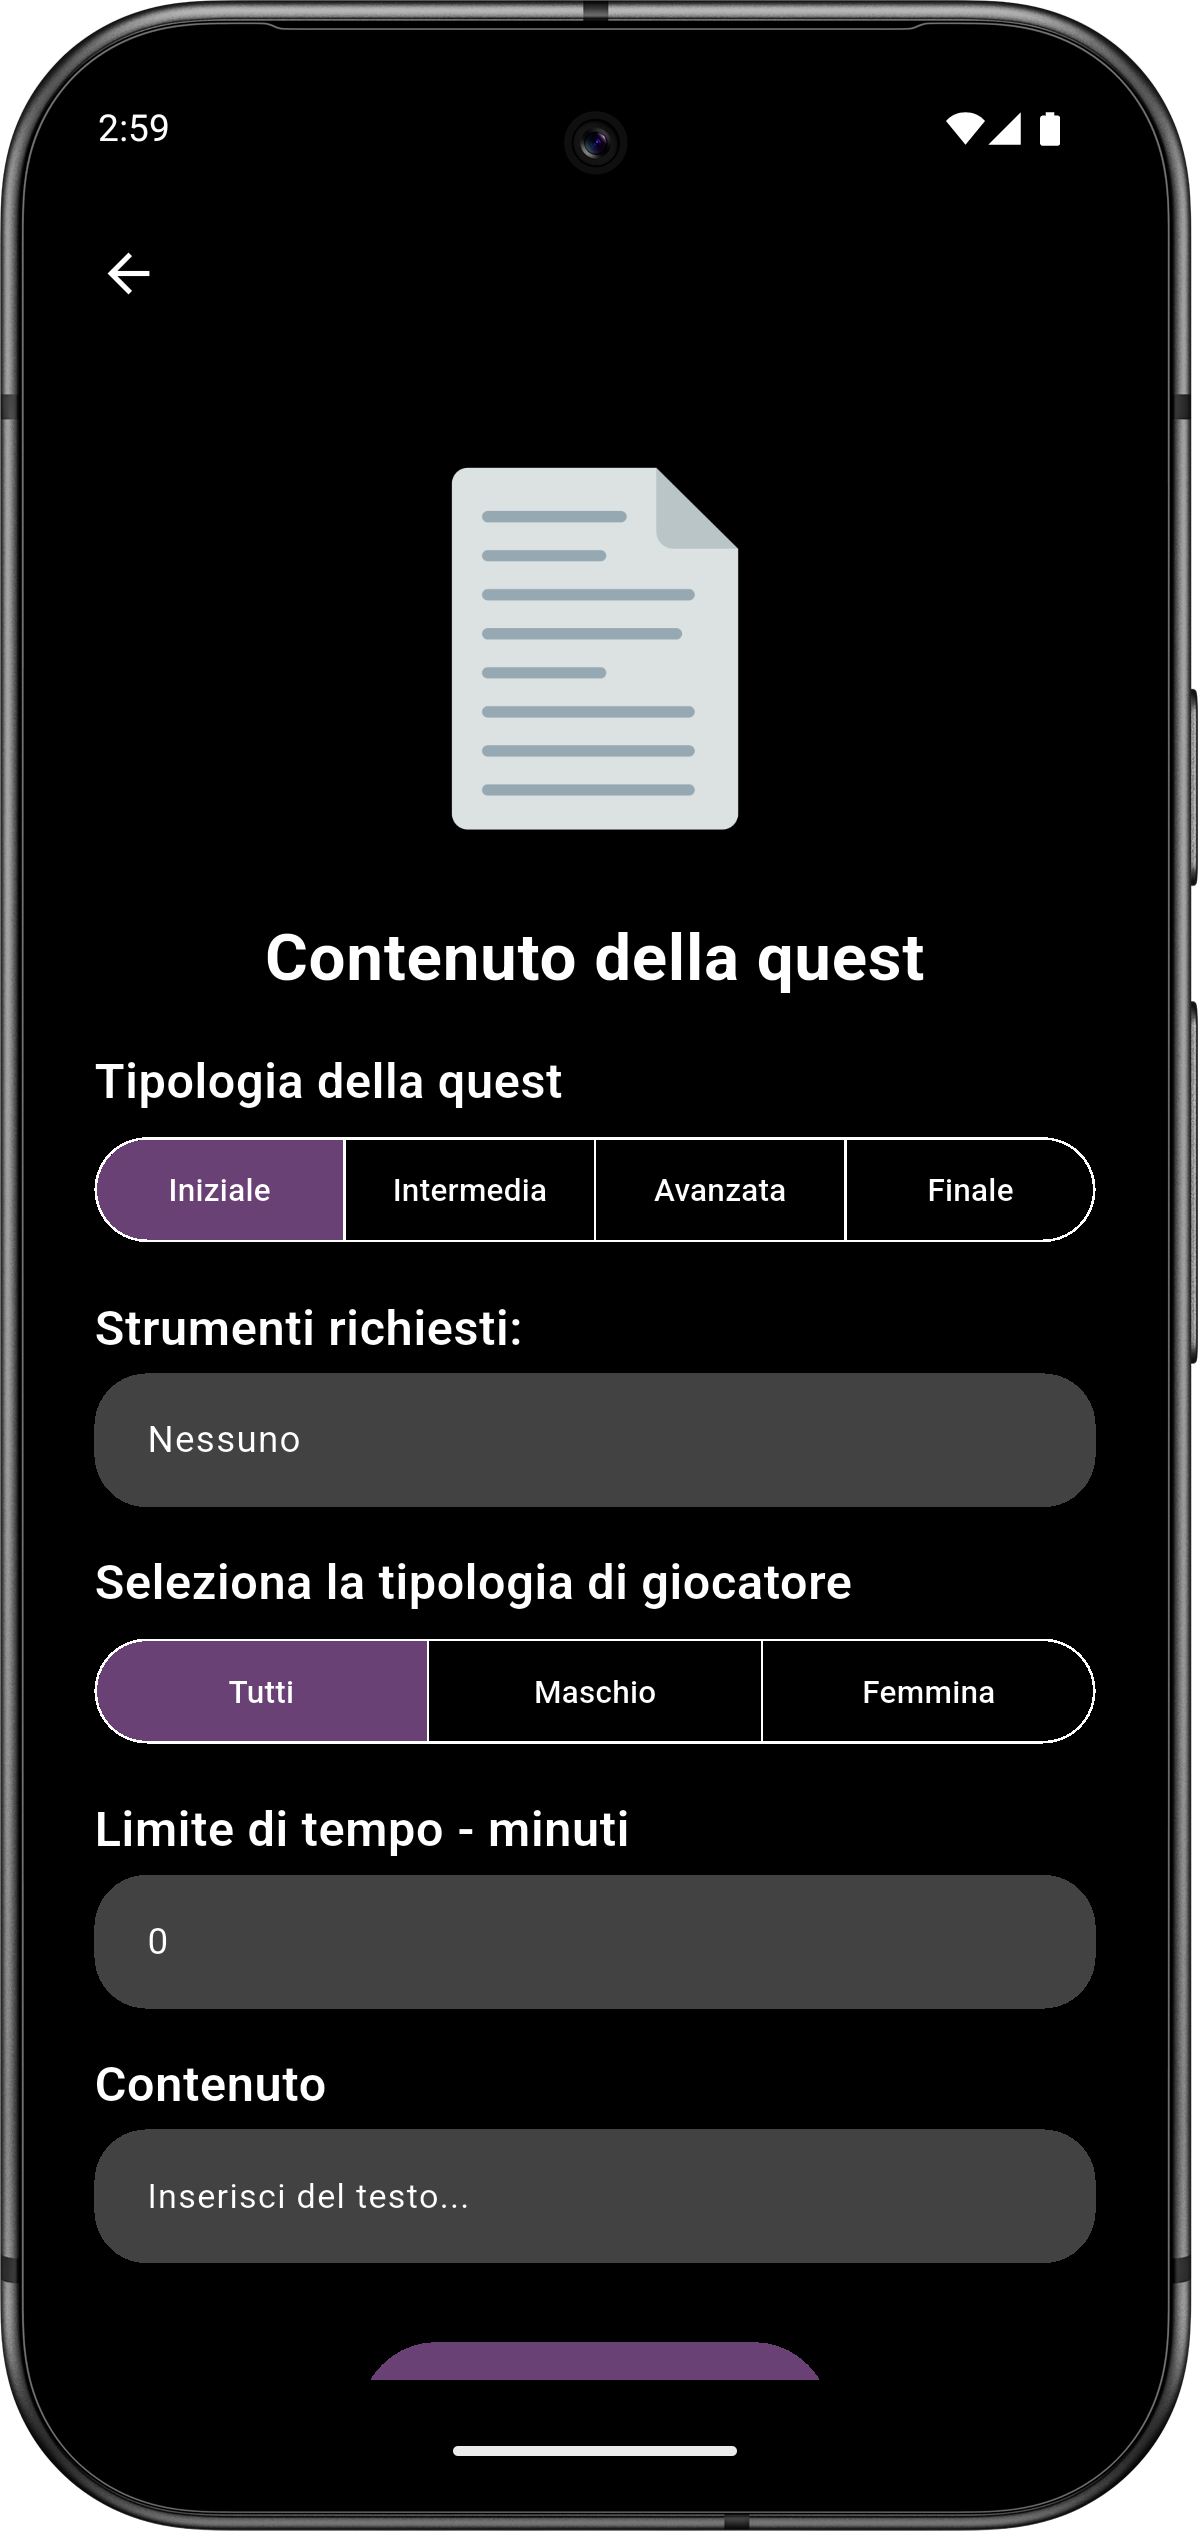 2:59
Contenuto della quest
Tipologia della quest
Iniziale Intermedia Avanzata Finale
Strumenti richiesti:
Nessuno
Seleziona la tipologia di giocatore
Tutti Maschio Femmina
Limite di tempo - minuti
0
Contenuto
Inserisci del testo...